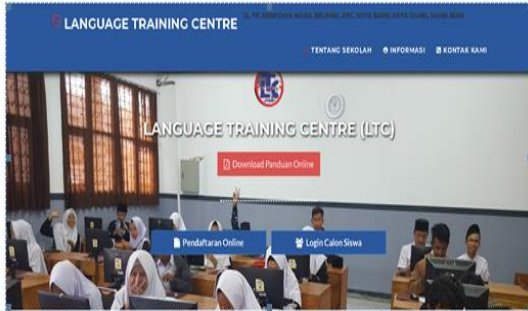 LANGUAGE TRAINING CENTRE
TENTANG SEKOLAH INFORMASI KONTAK KAMI
LANGUAGE TRAINING CENTRE (LTC)
Download Panduan Online
Pendaftaran Online Login Calon Siswa